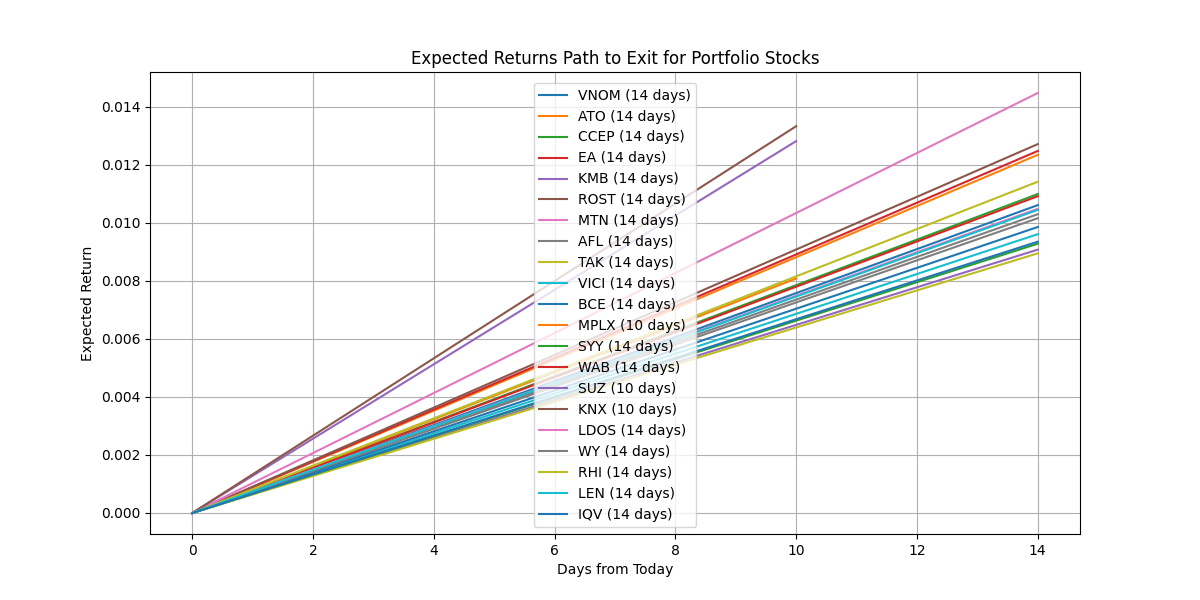 Expected Returns Path to Exit for Portfolio Stocks
Expected Return
0.014
0.012
0.010
0.008
0.006
0.004
0.002
0.000
VNOM (14 days)
ATO (14 days)
CCEP (14 days)
EA (14 days)
KMB (14 days)
ROST (14 days)
MTN (14 days)
AFL (14 days)
TAK (14 days)
VICI (14 days)
BCE (14 days)
MPLX (10 days)
SYY (14 days)
WAB (14 days)
SUZ (10 days)
KNX (10 days)
LDOS (14 days)
WY (14 days)
RHI (14 days)
LEN (14 days)
IQV (14 days)
0 2 4 6 8 10 12 14
Days from Today